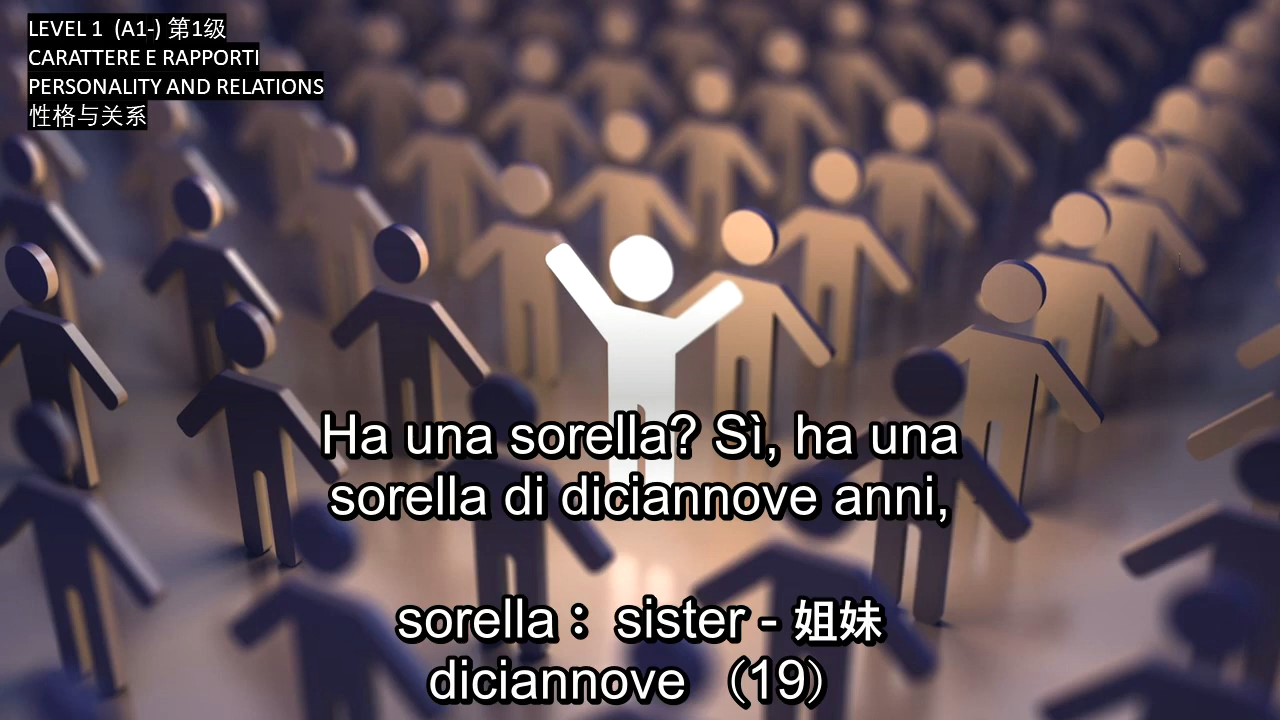 LEVEL 1 (A1-) 第1级
CARATTERE E RAPPORTI
PERSONALITY AND RELATIONS
性格与关系
Ha una sorella? Sì, ha una
sorella di diciannove anni,
sorella： sister - 姐妹
diciannove （19）